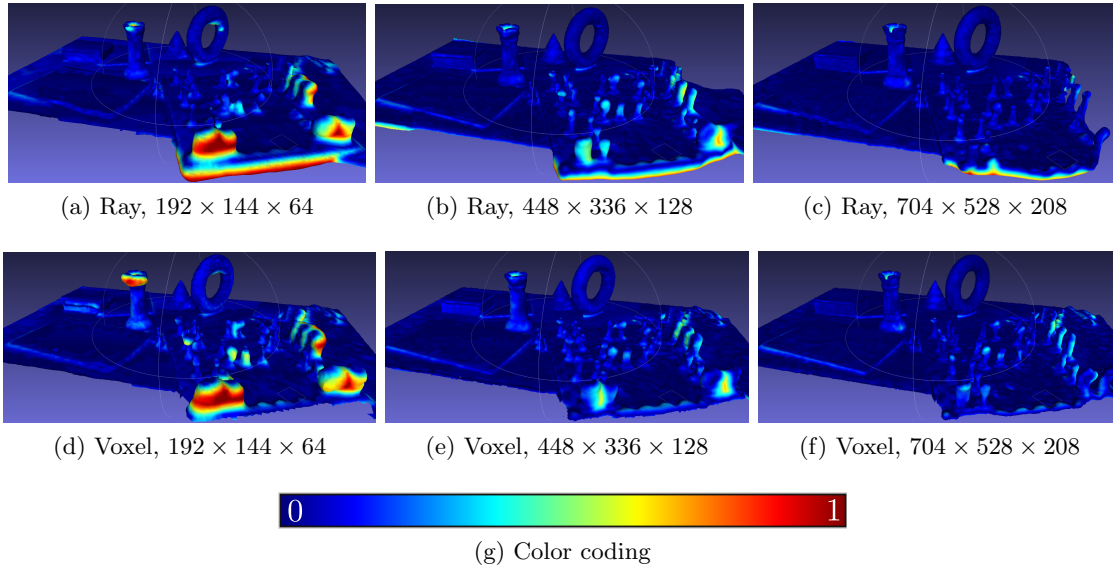 (a) Ray, 192 × 144 × 64
(b) Ray, 448 × 336 × 128
(c) Ray, 704 × 528 × 208
(d) Voxel, 192 × 144 × 64
(e) Voxel, 448 × 336 × 128
(f) Voxel, 704 × 528 × 208
0 1
(g) Color coding